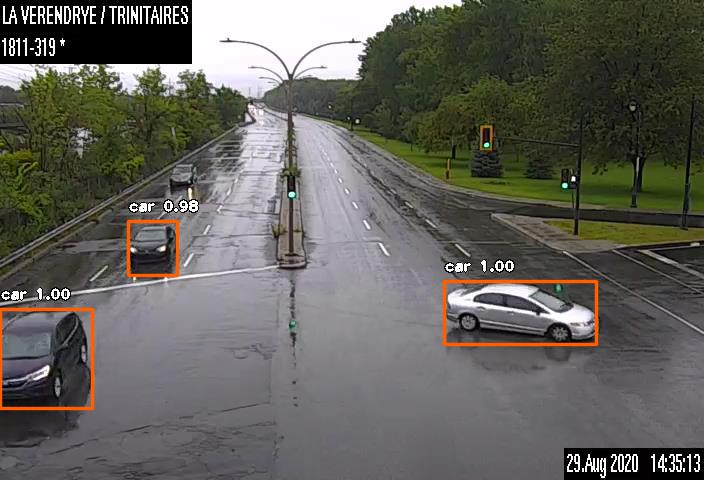 LA VERENDRYE / TRINITAIRES
1811-319 *
car 0.98
car 1.00
car 1.00
29.Aug 2020 14:35:13